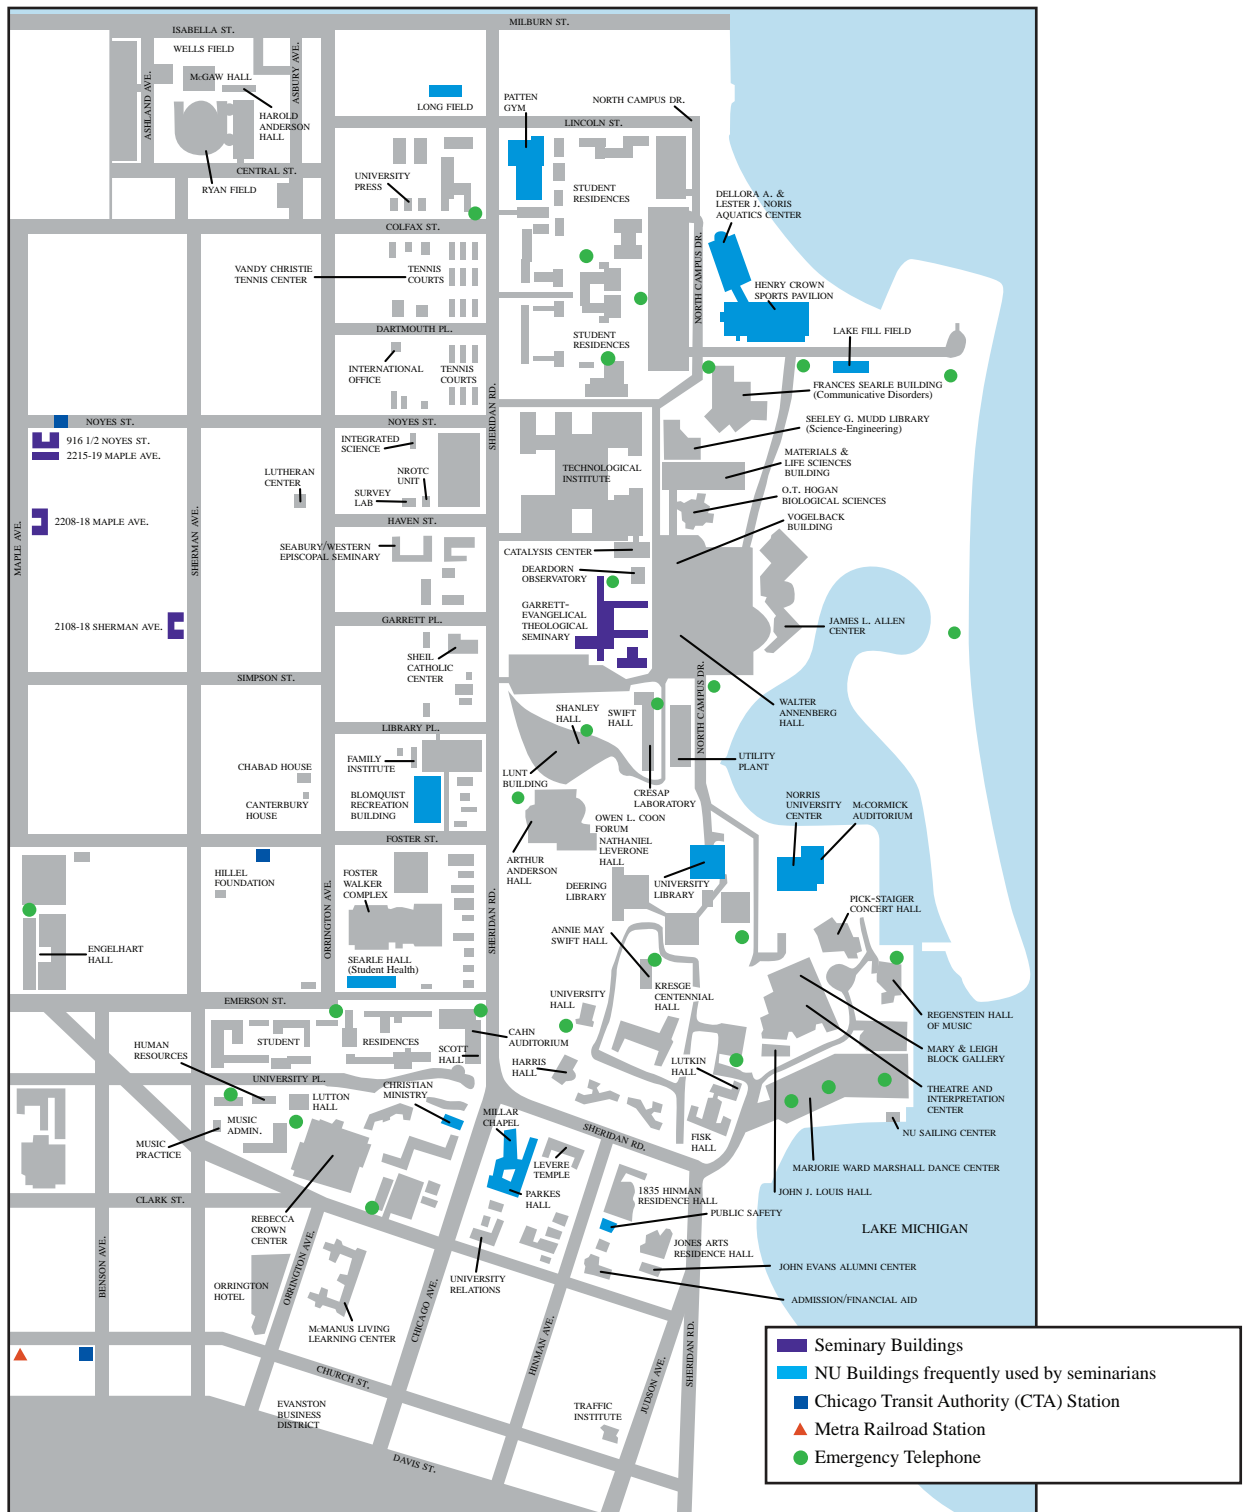 MILBURN ST.
ISABELLA ST.
WELLS FIELD
McGAW HALL
ASHLAND AVE.
ASBURY AVE.
HAROLD
ANDERSON
HALL
LONG FIELD
PATTEN
GYM
NORTH CAMPUS DR.
LINCOLN ST.
CENTRAL ST.
RYAN FIELD
UNIVERSITY
PRESS
STUDENT
RESIDENCES
DELLORA A. &
LESTER J. NORIS
AQUATICS CENTER
COLFAX ST.
NORTH CAMPUS DR.
VANDY CHRISTIE
TENNIS CENTER
TENNIS
COURTS
HENRY CROWN
SPORTS PAVILION
DARTMOUTH PL.
STUDENT
RESIDENCES
LAKE FILL FIELD
INTERNATIONAL
OFFICE
TENNIS
COURTS
SHERIDAN RD.
FRANCES SEARLE BUILDING
(Communicative Disorders)
NOYES ST.
NOYES ST.
SEELEY G. MUDD LIBRARY
(Science-Engineering)
916 1/2 NOYES ST.
2215-19 MAPLE AVE.
INTEGRATED
SCIENCE
MATERIALS &
LIFE SCIENCES
BUILDING
LUTHERAN
CENTER
NROTC
UNIT
SURVEY
LAB
TECHNOLOGICAL
INSTITUTE
O.T. HOGAN
BIOLOGICAL SCIENCES
2208-18 MAPLE AVE.
HAVEN ST.
VOGELBACK
BUILDING
MAPLE AVE.
SHERMAN AVE.
SEABURY/WESTERN
EPISCOPAL SEMINARY
CATALYSIS CENTER
DEARDORN
OBSERVATORY
GARRETT-
EVANGELICAL
THEOLOGICAL
SEMINARY
2108-18 SHERMAN AVE.
GARRETT PL.
JAMES L. ALLEN
CENTER
SHEIL
CATHOLIC
CENTER
SIMPSON ST.
NORTH CAMPUS DR.
WALTER
ANNENBERG
HALL
SHANLEY
HALL
SWIFT
HALL
LIBRARY PL.
FAMILY
INSTITUTE
CHABAD HOUSE
LUNT
BUILDING
UTILITY
PLANT
CRESAP
LABORATORY
BLOMQUIST
RECREATION
BUILDING
CANTERBURY
HOUSE
NORRIS
UNIVERSITY
CENTER
McCORMICK
AUDITORIUM
OWEN L. COON
FORUM
NATHANIEL
LEVERONE
HALL
FOSTER ST.
ARTHUR
ANDERSON
HALL
HILLEL
FOUNDATION
FOSTER
WALKER
COMPLEX
DEERING
LIBRARY
UNIVERSITY
LIBRARY
ORRINGTON AVE.
SHERIDAN RD.
PICK-STAIGER
CONCERT HALL
ANNIE MAY
SWIFT HALL
ENGELHART
HALL
SEARLE HALL
(Student Health)
KRESGE
CENTENNIAL
HALL
EMERSON ST.
UNIVERSITY
HALL
REGENSTEIN HALL
OF MUSIC
HUMAN
RESOURCES
STUDENT
RESIDENCES
CAHN
AUDITORIUM
SCOTT
HALL
MARY & LEIGH
BLOCK GALLERY
HARRIS
HALL
LUTKIN
HALL
UNIVERSITY PL.
CHRISTIAN
MINISTRY
THEATRE AND
INTERPRETATION
CENTER
LUTTON
HALL
MUSIC
ADMIN.
MILLAR
CHAPEL
SHERIDAN RD.
FISK
HALL
NU SAILING CENTER
MUSIC
PRACTICE
LEVERE
TEMPLE
MARJORIE WARD MARSHALL DANCE CENTER
CLARK ST.
PARKES
HALL
1835 HINMAN
RESIDENCE HALL
JOHN J. LOUIS HALL
REBECCA
CROWN
CENTER
PUBLIC SAFETY
LAKE MICHIGAN
BENSON AVE.
ORRINGTON AVE.
JONES ARTS
RESIDENCE HALL
ORRINGTON
HOTEL
UNIVERSITY
RELATIONS
JOHN EVANS ALUMNI CENTER
ADMISSION/FINANCIAL AID
CHICAGO AVE.
McMANUS LIVING
LEARNING CENTER
HINMAN AVE.
SHERIDAN RD.
CHURCH ST.
JUDSON AVE.
EVANSTON
BUSINESS
DISTRICT
TRAFFIC
INSTITUTE
DAVIS ST.
Seminary Buildings
NU Buildings frequently used by seminarians
Chicago Transit Authority (CTA) Station
Metra Railroad Station
Emergency Telephone